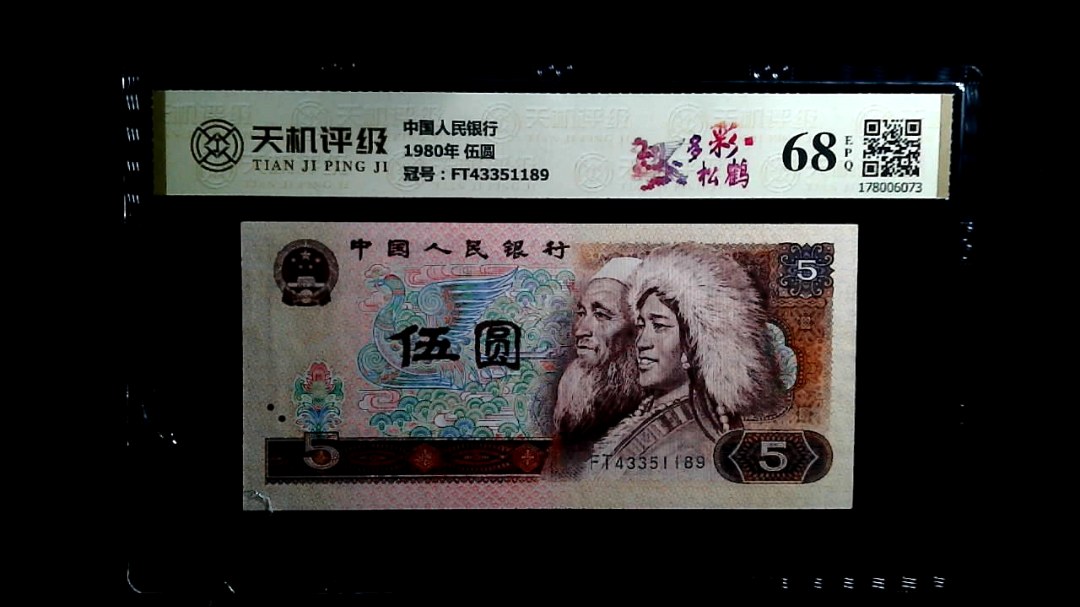 天机评级
TIAN JI PING JI
中国人民银行
1980年 伍圆
冠号：FT43351189
多彩
松鹤
68
EPQ
178006073
中国人民银行
5
伍圆
5
FT43351189
5